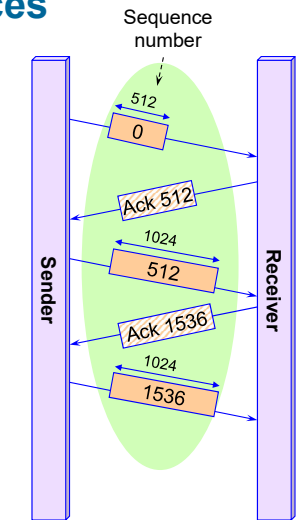 ces
Sequence
number
512
0
Ack 512
1024
512
Ack 1536
1024
1536
Sender
Receiver